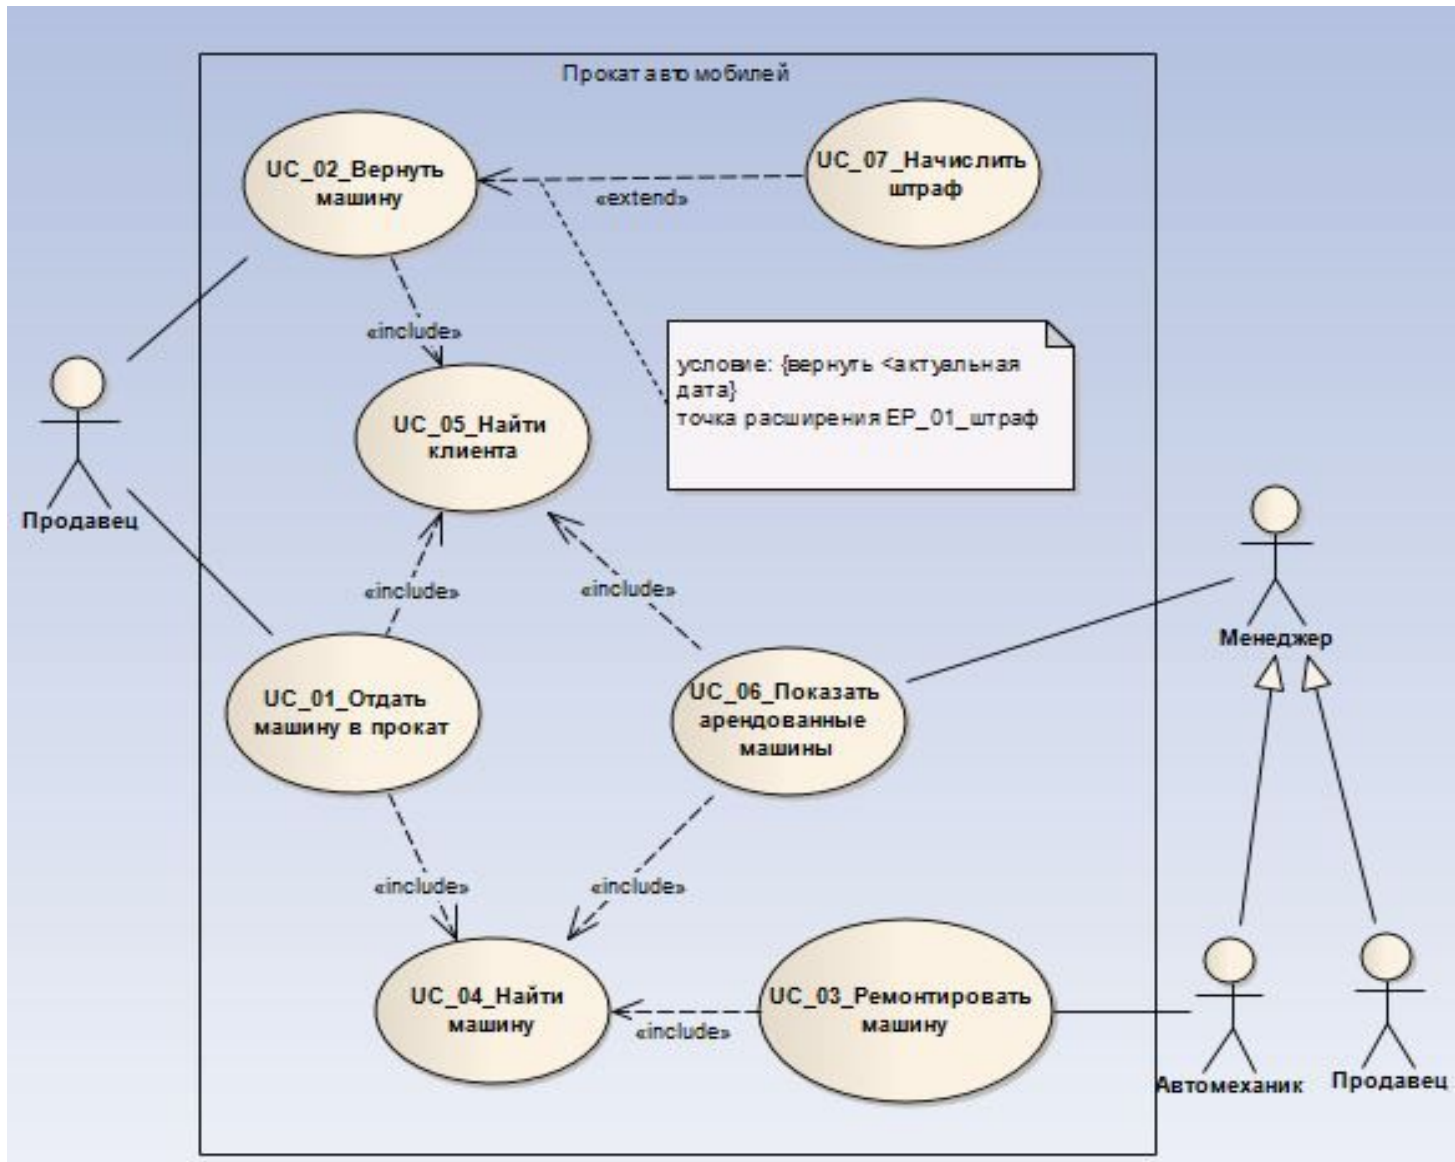 Прокат автомобилей
UC_02_Вернуть
машину
UC_07_Начислить
штраф
«extend»
«include»
условие: {вернуть <актуальная
дата}
точка расширения EP_01_штраф
UC_05_Найти
клиента
Продавец
«include»
«include»
Менеджер
UC_01_Отдать
машину в прокат
UC_06_Показать
арендованные
машины
«include»
«include»
UC_04_Найти
машину
UC_03_Ремонтировать
машину
«include»
Автомеханик
Продавец